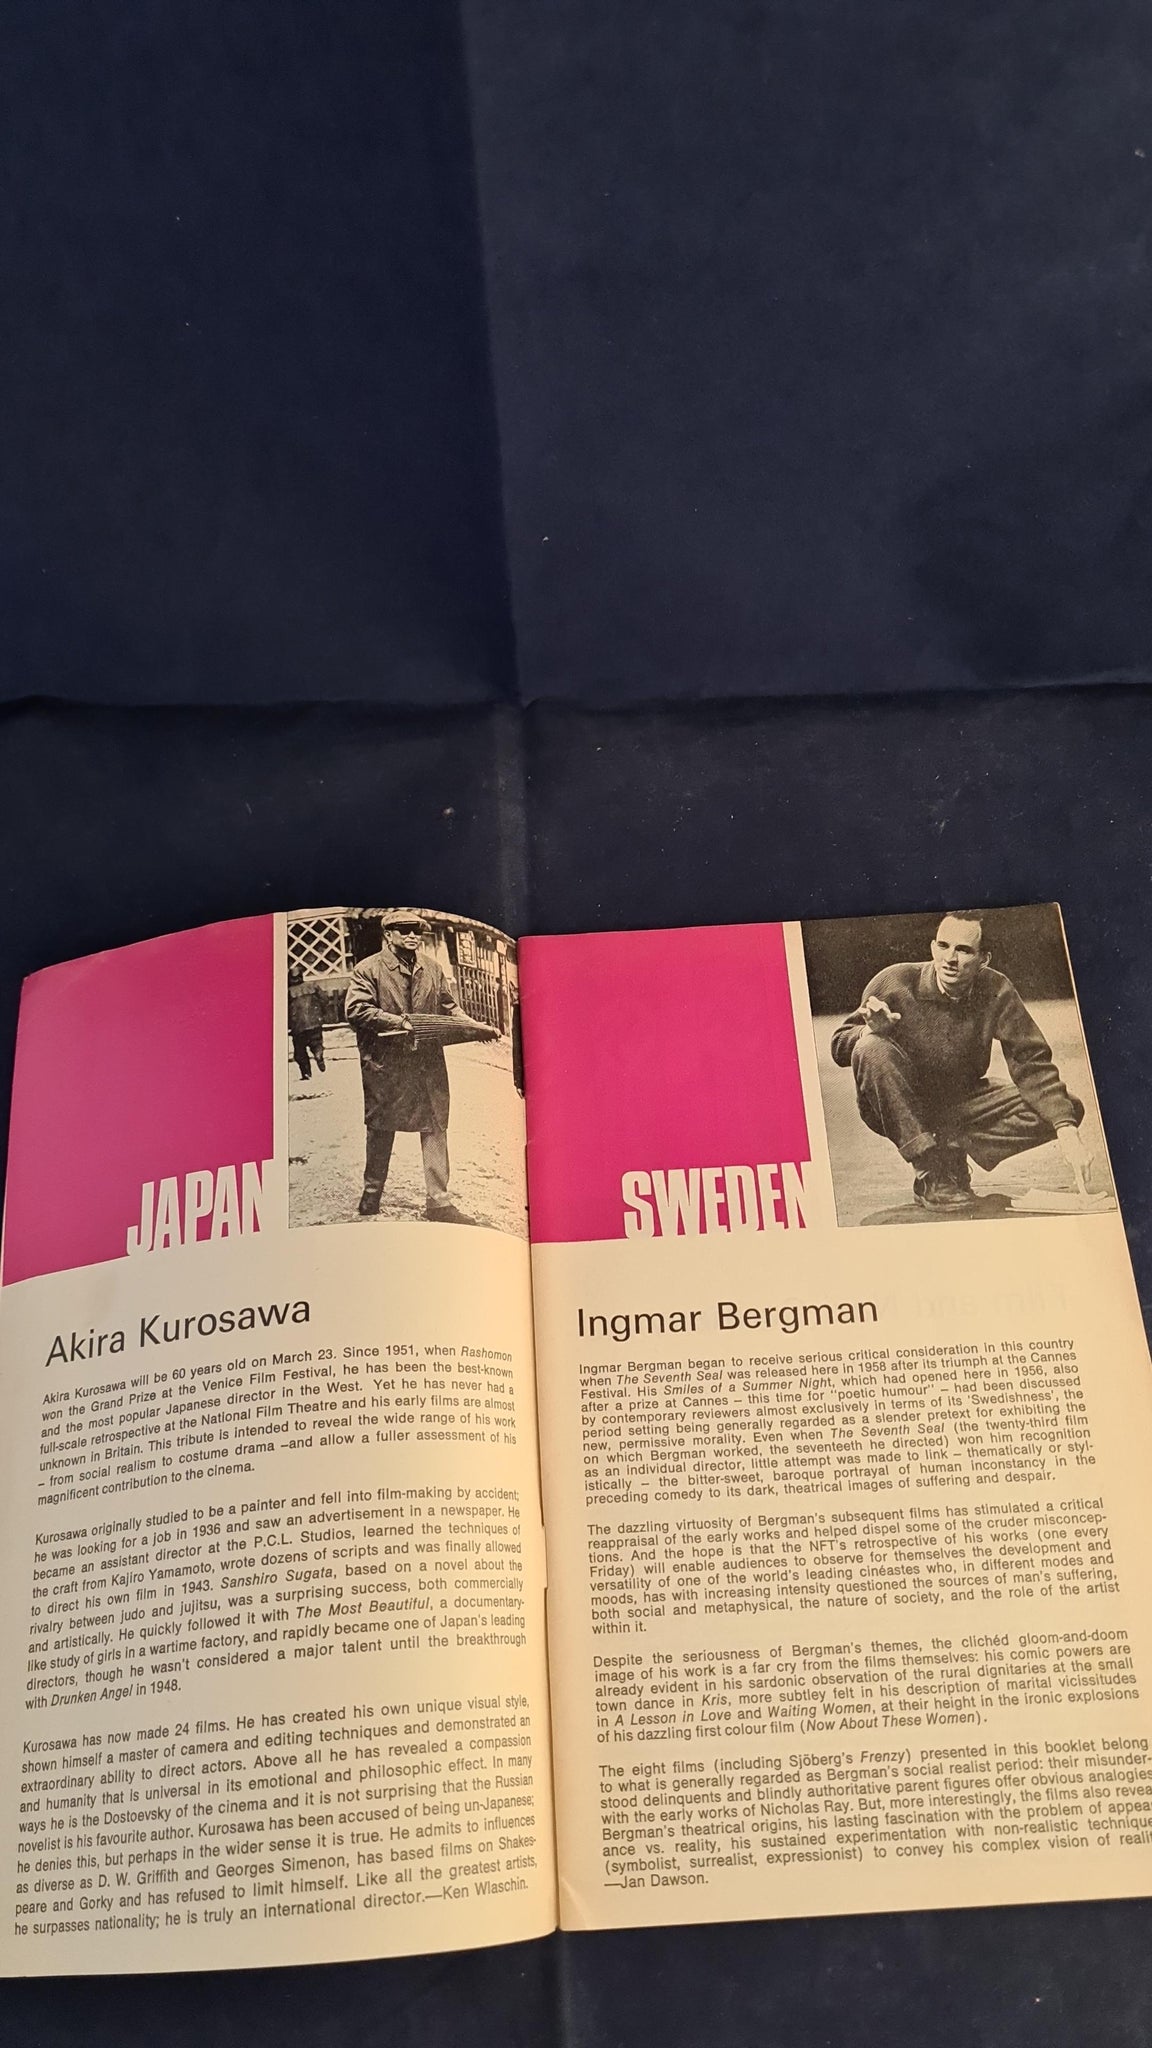 JAPAN
Akira Kurosawa
Akira Kurosawa will be 60 years old on March 23. Since 1951, when Rashomon
won the Grand Prize at the Venice Film Festival, he has been the best-known
and the most popular Japanese director in the West. Yet he has never had a
full-scale retrospective at the National Film Theatre and his early films are almost
unknown in Britain. This tribute is intended to reveal the wide range of his work
– from social realism to costume drama –and allow a fuller assessment of his
magnificent contribution to the cinema.
Kurosawa originally studied to be a painter and fell into film-making by accident;
he was looking for a job in 1936 and saw an advertisement in a newspaper. He
became an assistant director at the P.C.L. Studios, learned the techniques of
the craft from Kajiro Yamamoto, wrote dozens of scripts and was finally allowed
to direct his own film in 1943. Sanshiro Sugata, based on a novel about the
rivalry between judo and jujitsu, was a surprising success, both commercially
and artistically. He quickly followed it with The Most Beautiful, a documentary-
like study of girls in a wartime factory, and rapidly became one of Japan's leading
directors, though he wasn't considered a major talent until the breakthrough
with Drunken Angel in 1948.
Kurosawa has now made 24 films. He has created his own unique visual style,
shown himself a master of camera and editing techniques and demonstrated an
extraordinary ability to direct actors. Above all he has revealed a compassion
and humanity that is universal in its emotional and philosophic effect. In many
ways he is the Dostoevsky of the cinema and it is not surprising that the Russian
novelist is his favourite author. Kurosawa has been accused of being un-Japanese;
he denies this, but perhaps in the wider sense it is true. He admits to influences
as diverse as D. W. Griffith and Georges Simenon, has based films on Shakes-
peare and Gorky and has refused to limit himself. Like all the greatest artists,
he surpasses nationality; he is truly an international director.—Ken Wlaschin.
SWEDEN
Ingmar Bergman
Ingmar Bergman began to receive serious critical consideration in this country
when The Seventh Seal was released here in 1958 after its triumph at the Cannes
Festival. His Smiles of a Summer Night, which had opened here in 1956, also
after a prize at Cannes – this time for "poetic humour" – had been discussed
by contemporary reviewers almost exclusively in terms of its 'Swedishness', the
period setting being generally regarded as a slender pretext for exhibiting the
new, permissive morality. Even when The Seventh Seal (the twenty-third film
on which Bergman worked, the seventeeth he directed) won him recognition
as an individual director, little attempt was made to link – thematically or styl-
istically – the bitter-sweet, baroque portrayal of human inconstancy in the
preceding comedy to its dark, theatrical images of suffering and despair.
The dazzling virtuosity of Bergman's subsequent films has stimulated a critical
reappraisal of the early works and helped dispel some of the cruder misconcep-
tions. And the hope is that the NFT's retrospective of his works (one every
Friday) will enable audiences to observe for themselves the development and
versatility of one of the world's leading cinéastes who, in different modes and
moods, has with increasing intensity questioned the sources of man's suffering,
both social and metaphysical, the nature of society, and the role of the artist
within it.
Despite the seriousness of Bergman's themes, the clichéd gloom-and-doom
image of his work is a far cry from the films themselves: his comic powers are
already evident in his sardonic observation of the rural dignitaries at the small
town dance in Kris, more subtley felt in his description of marital vicissitudes
in A Lesson in Love and Waiting Women, at their height in the ironic explosions
of his dazzling first colour film (Now About These Women).
The eight films (including Sjöberg's Frenzy) presented in this booklet belong
to what is generally regarded as Bergman's social realist period: their misunder-
stood delinquents and blindly authoritative parent figures offer obvious analogies
with the early works of Nicholas Ray. But, more interestingly, the films also revea
Bergman's theatrical origins, his lasting fascination with the problem of appea
ance vs. reality, his sustained experimentation with non-realistic technique
(symbolist, surrealist, expressionist) to convey his complex vision of realit
—Jan Dawson.